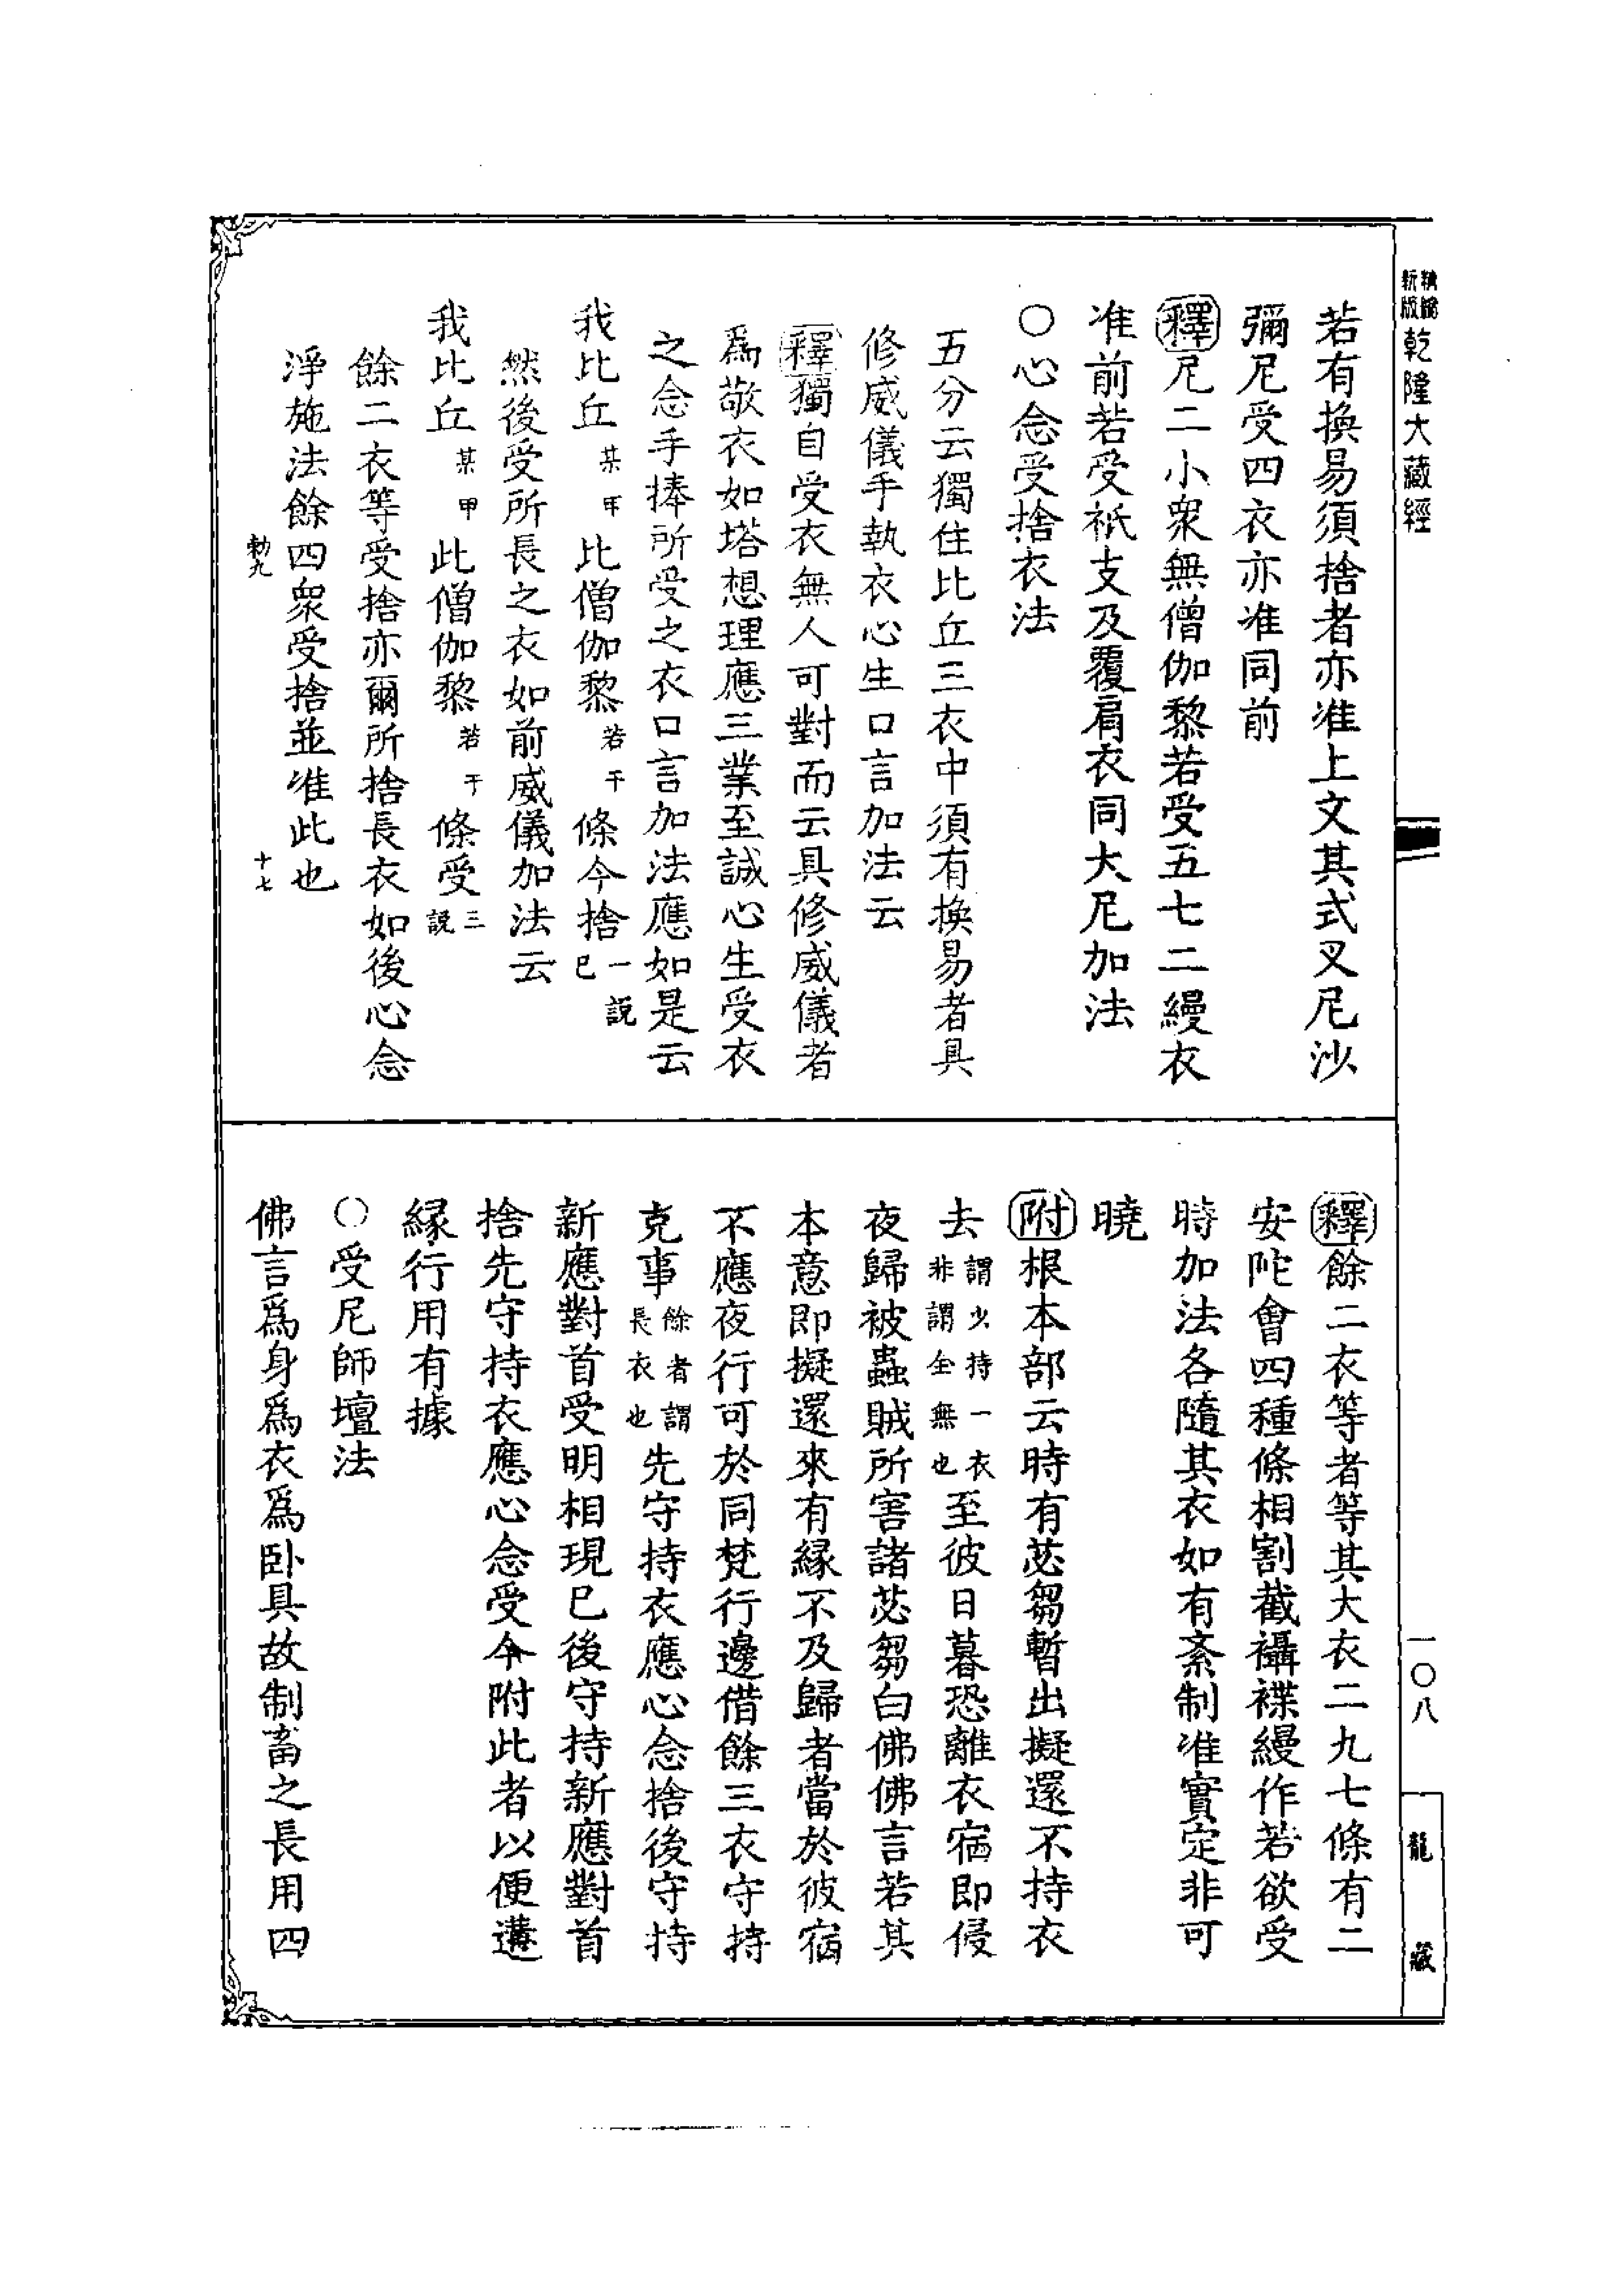 精縮新版乾隆大藏經
若有換易須捨者亦准上文其式叉尼沙
彌尼受四衣亦准同前
釋尼二小衆無僧伽黎若受五七二縵衣
准前若受祇支及覆肩衣同大尼加法
○心念受捨衣法
五分云獨住比丘三衣中須有換易者具
修威儀手執衣心生口言加法云
釋獨自受衣無人可對而云具修威儀者
爲敬衣如塔想理應三業至誠心生受衣
之念手捧所受之衣口言加法應如是云
我比丘某甲比僧伽黎若干條今捨一說已
然後受所長之衣如前威儀加法云
我比丘某甲此僧伽黎若干條受三說
餘二衣等受捨亦爾所捨長衣如後心念
淨施法餘四衆受捨並准此也
勅九
十七
釋餘二衣等者等其大衣二九七條有二
安陀會四種條相割截襵褋縵作若欲受
時加法各隨其衣如有紊制准實定非可
曉
附根本部云時有苾芻暫出擬還不持衣
去謂少持一衣非謂全無也至彼日暮恐離衣宿即侵
夜歸被蟲賊所害諸苾芻白佛佛言若其
本意即擬還來有緣不及歸者當於彼宿
不應夜行可於同梵行邊借餘三衣守持
克事餘者謂長衣也先守持衣應心念捨後守持
新應對首受明相現已後守持新應對首
捨先守持衣應心念受今附此者以便遘
緣行用有據
○受尼師壇法
佛言爲身爲衣爲卧具故制畜之長用四
一〇八
龍藏